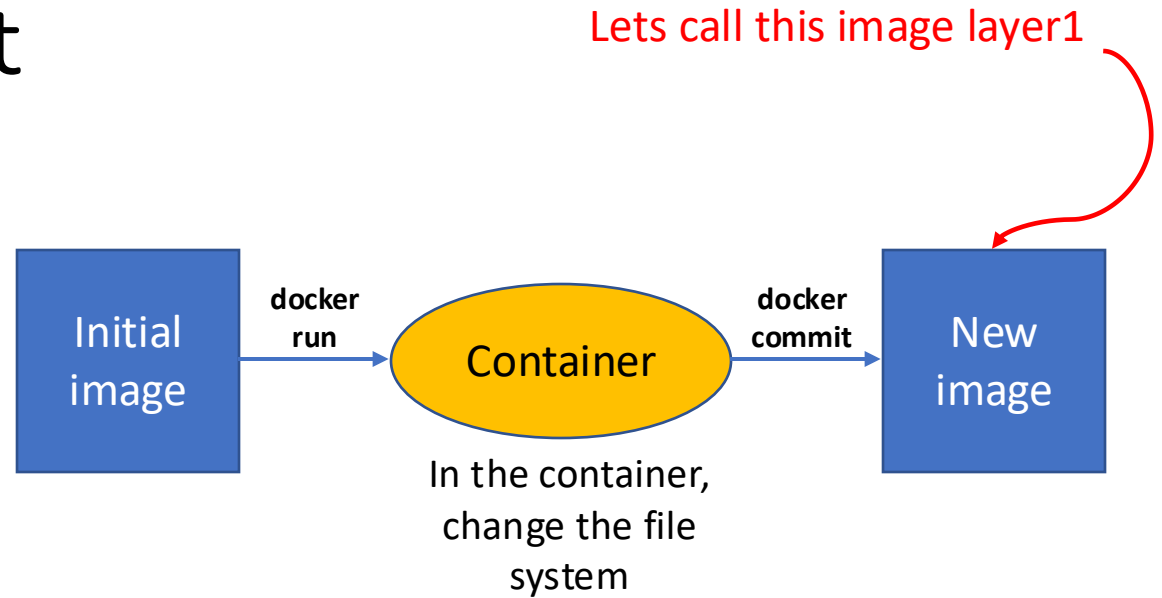 t
Lets call this image layer1
Initial
image
docker
run
Container
docker
commit
New
image
In the container,
change the file
system